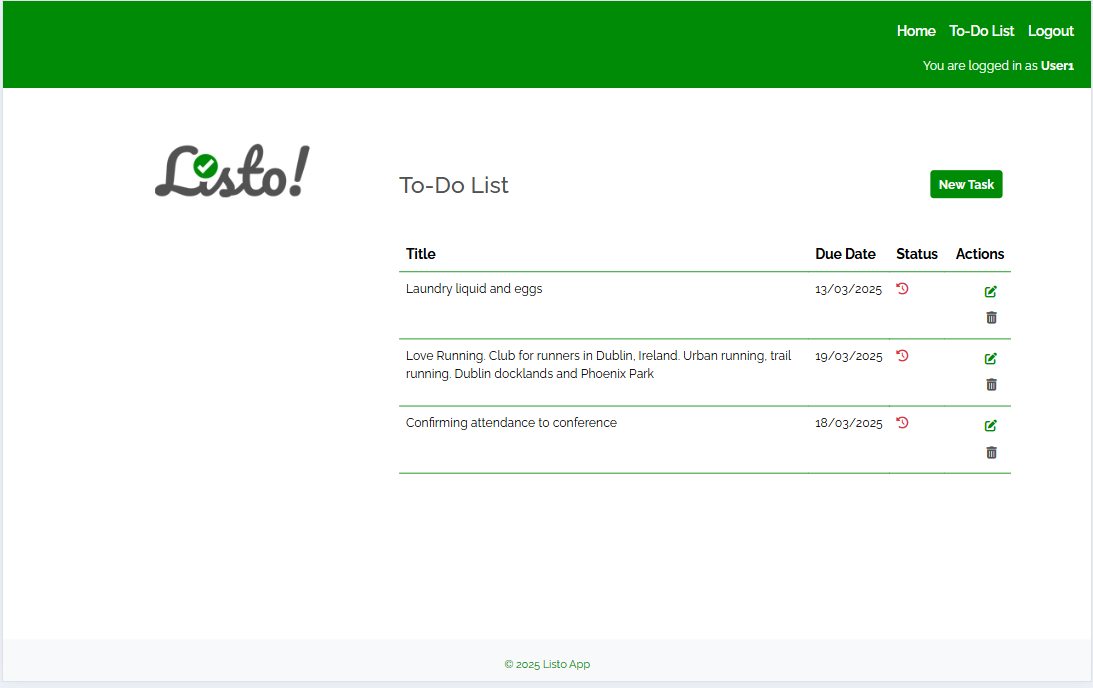 Home To-Do List Logout
You are logged in as User1
Listo!
To-Do List
New Task
Title Due Date Status Actions
Laundry liquid and eggs 13/03/2025
Love Running. Club for runners in Dublin, Ireland. Urban running, trail 19/03/2025
running. Dublin docklands and Phoenix Park
Confirming attendance to conference 18/03/2025
© 2025 Listo App